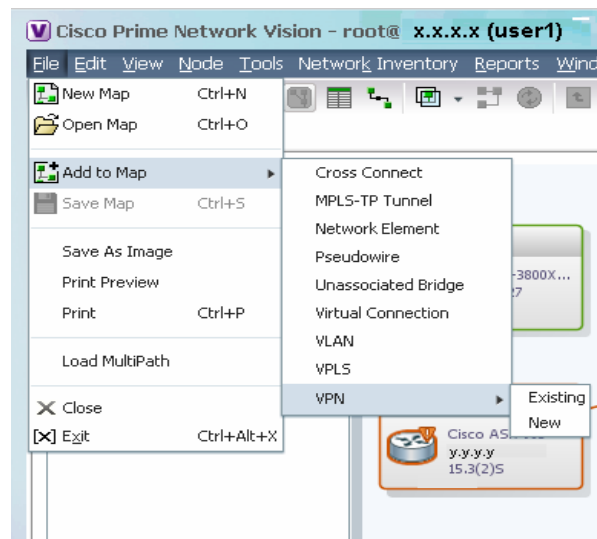 Cisco Prime Network Vision - root@ x.x.x.x (user1)
File Edit View Node Tools Network Inventory Reports
New Map Ctrl+N
Open Map Ctrl+O
Add to Map
Save Map Ctrl+S
Save As Image
Print Preview
Print Ctrl+P
Load MultiPath
Close
Exit Ctrl+Alt+X
Cross Connect
MPLS-TP Tunnel
Network Element
Pseudowire
Unassociated Bridge
Virtual Connection
VLAN
VPLS
VPN
Existing
New
-3800X...
Cisco
y.y.y.y
15.3(2)S